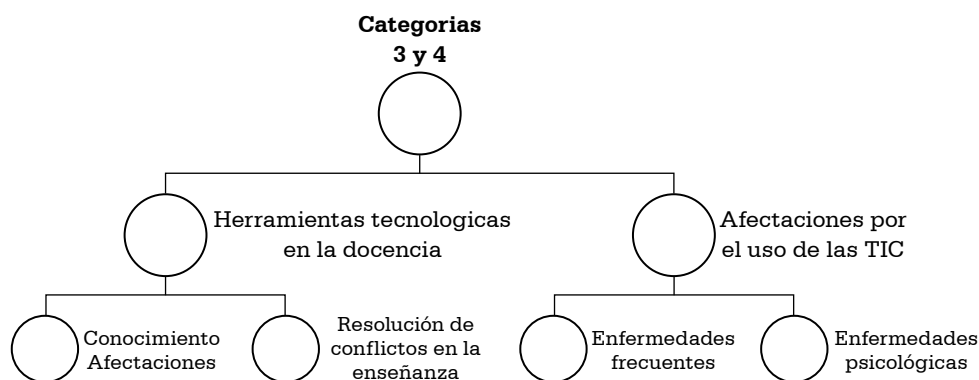 Categorias
3 y 4
Herramientas tecnologicas
en la docencia
Afectaciones por
el uso de las TIC
Conocimiento
Afectaciones
Resolución de
conflictos en la
enseñanza
Enfermedades
frecuentes
Enfermedades
psicológicas